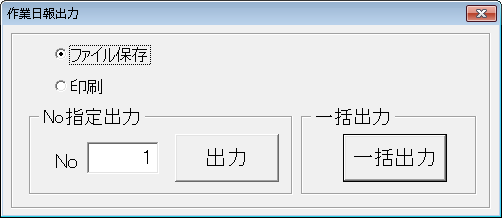 作業日報出力
ファイル保存
印刷
No指定出力
No 1 出力
一括出力
一括出力